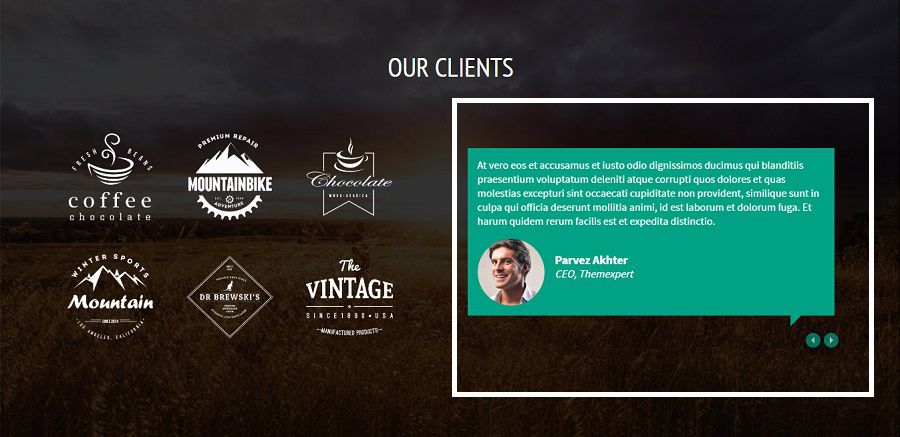 OUR CLIENTS
FRESH BEANS
coffee
chocolate
PREMIUM REPAIR
MOUNTAINBIKE
ADVENTURE
Chocolate
WINTER SPORTS
Mountain
SINCE 2014
LOS ANGELES, CALIFORNIA
DR BREWSKI'S
The
VINTAGE
SINCE 1890 USA
MANUFACTURED PRODUCTS
At vero eos et accusamus et iusto odio dignissimos ducimus qui blanditiis
praesentium voluptatum deleniti atque corrupti quos dolores et quas
molestias excepturi sint occaecati cupiditate non provident, similique sunt in
culpa qui officia deserunt mollitia animi, id est laborum et dolorum fuga. Et
harum quidem rerum facilis est et expedita distinctio.
Parvez Akhter
CEO, Themexpert